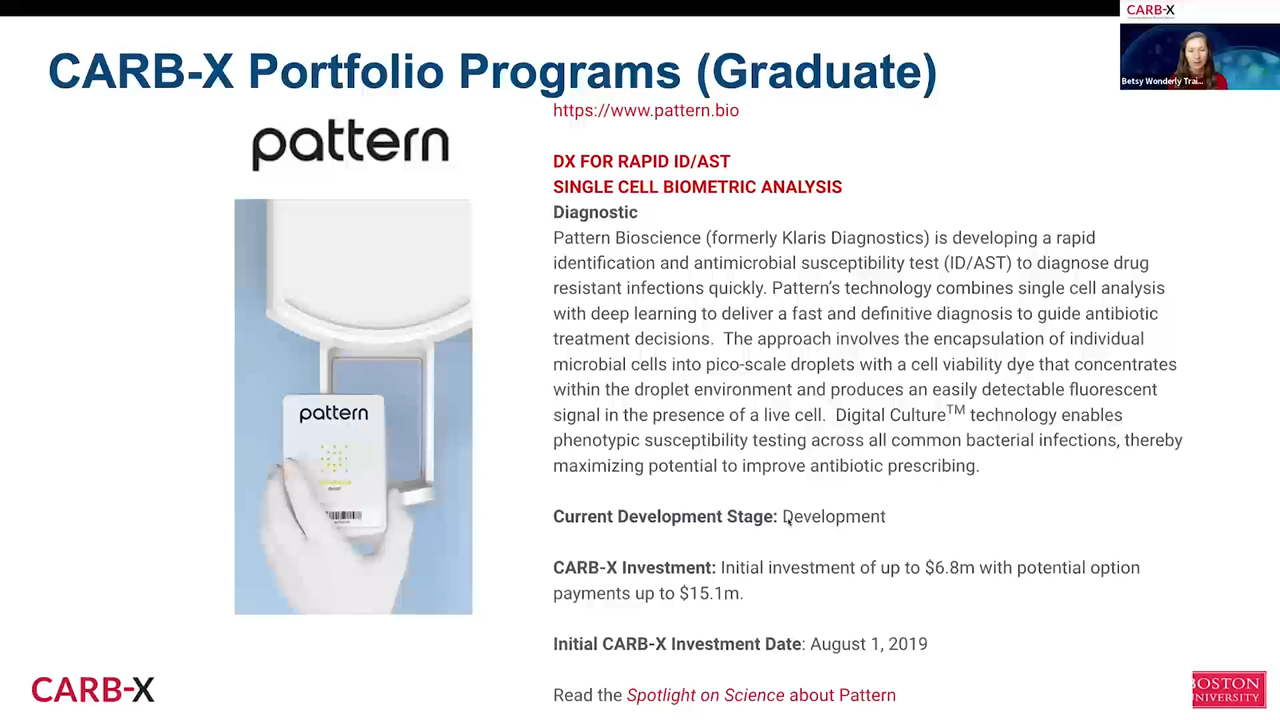 CARB-X
Betsy Wonderly Trai...
CARB-X Portfolio Programs (Graduate)
pattern
https://www.pattern.bio
DX FOR RAPID ID/AST
SINGLE CELL BIOMETRIC ANALYSIS
Diagnostic
Pattern Bioscience (formerly Klaris Diagnostics) is developing a rapid
identification and antimicrobial susceptibility test (ID/AST) to diagnose drug
resistant infections quickly. Pattern’s technology combines single cell analysis
with deep learning to deliver a fast and definitive diagnosis to guide antibiotic
treatment decisions. The approach involves the encapsulation of individual
microbial cells into pico-scale droplets with a cell viability dye that concentrates
within the droplet environment and produces an easily detectable fluorescent
signal in the presence of a live cell. Digital Culture™ technology enables
phenotypic susceptibility testing across all common bacterial infections, thereby
maximizing potential to improve antibiotic prescribing.
pattern
Current Development Stage: Development
CARB-X Investment: Initial investment of up to $6.8m with potential option
payments up to $15.1m.
Initial CARB-X Investment Date: August 1, 2019
Read the Spotlight on Science about Pattern
CARB-X
BOSTON
UNIVERSITY